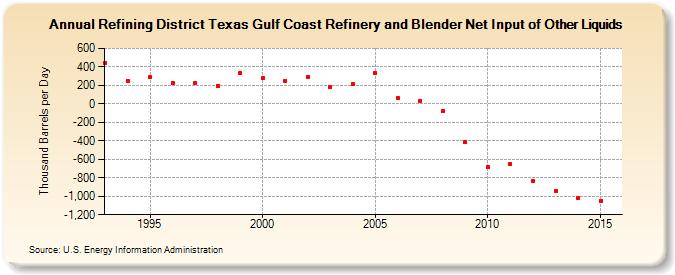 Annual Refining District Texas Gulf Coast Refinery and Blender Net Input of Other Liquids
Thousand Barrels per Day
600
400
200
0
-200
-400
-600
-800
-1,000
-1,200
1995 2000 2005 2010 2015
Source: U.S. Energy Information Administration